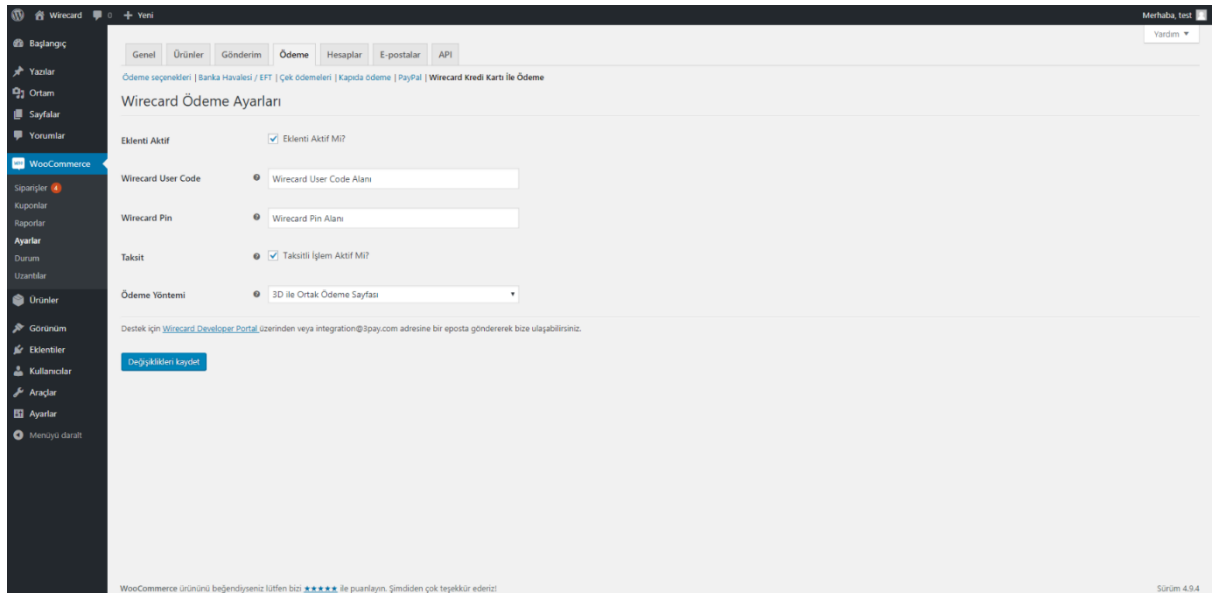 Wirecard 0 + Yeni Merhaba, test
Yardım ▼
Başlangıç
Yazılar
Ortam
Sayfalar
Yorumlar
WooCommerce
Siparişler 4
Kuponlar
Raporlar
Ayarlar
Durum
Uzantılar
Ürünler
Görünüm
Eklentiler
Kullanıcılar
Araçlar
Ayarlar
Menüyü daralt
Genel Ürünler Gönderim Ödeme Hesaplar E-postalar API
Ödeme seçenekleri | Banka Havalesi / EFT | Çek ödemeleri | Kapıda ödeme | PayPal | Wirecard Kredi Kartı İle Ödeme
Wirecard Ödeme Ayarları
Eklenti Aktif Eklenti Aktif Mi?
Wirecard User Code Wirecard User Code Alanı
Wirecard Pin Wirecard Pin Alanı
Taksit Taksitli İşlem Aktif Mi?
Ödeme Yöntemi 3D ile Ortak Ödeme Sayfası
Destek için Wirecard Developer Portal üzerinden veya integration@3pay.com adresine bir eposta göndererek bize ulaşabilirsiniz.
Değişiklikleri kaydet
WooCommerce ürününü beğendiyseniz lütfen bizi ★★★★★ ile puanlayın. Şimdiden çok teşekkür ederiz! Sürüm 4.9.4